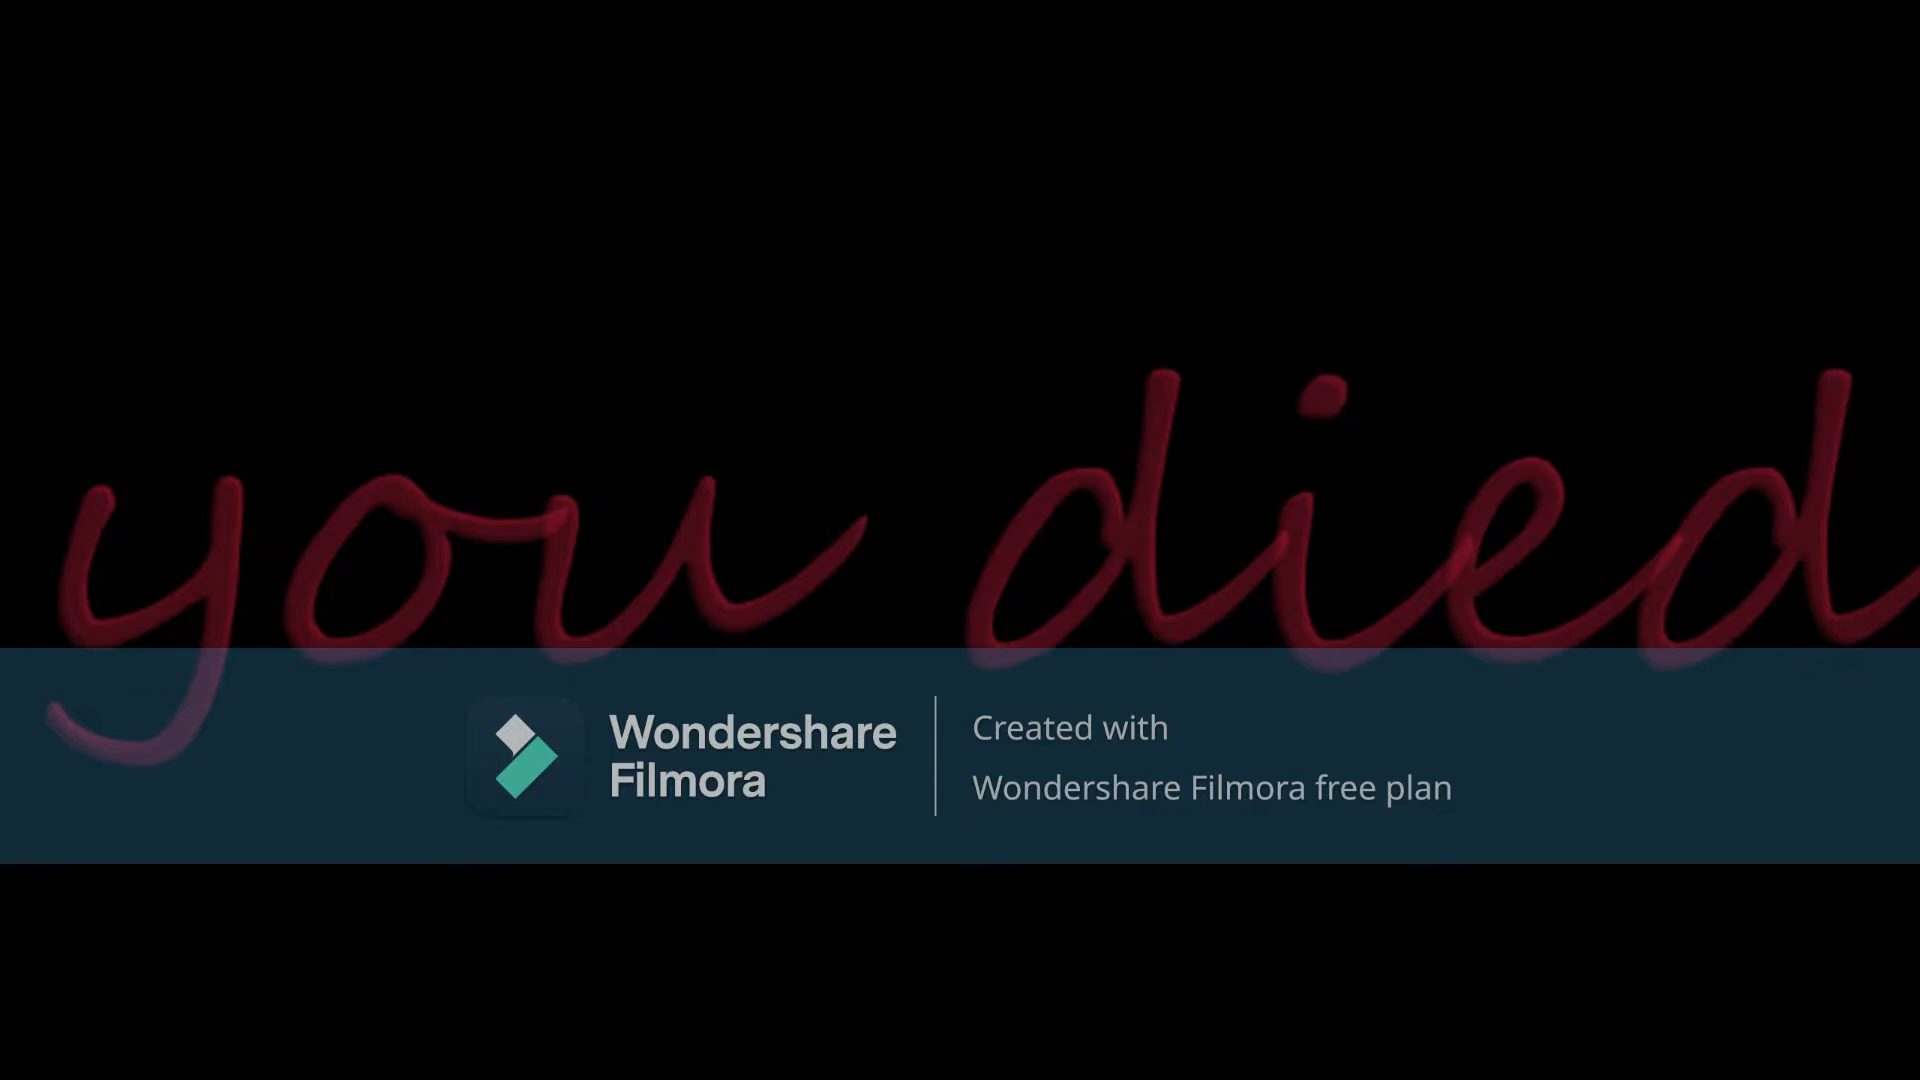 you died
Wondershare
Filmora
Created with
Wondershare Filmora free plan